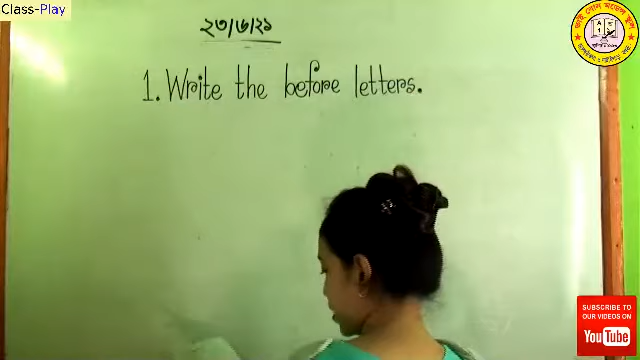 Class-Play
২৩/৬/২১
1. Write the before letters.
SUBSCRIBE TO
OUR VIDEOS ON
YouTube